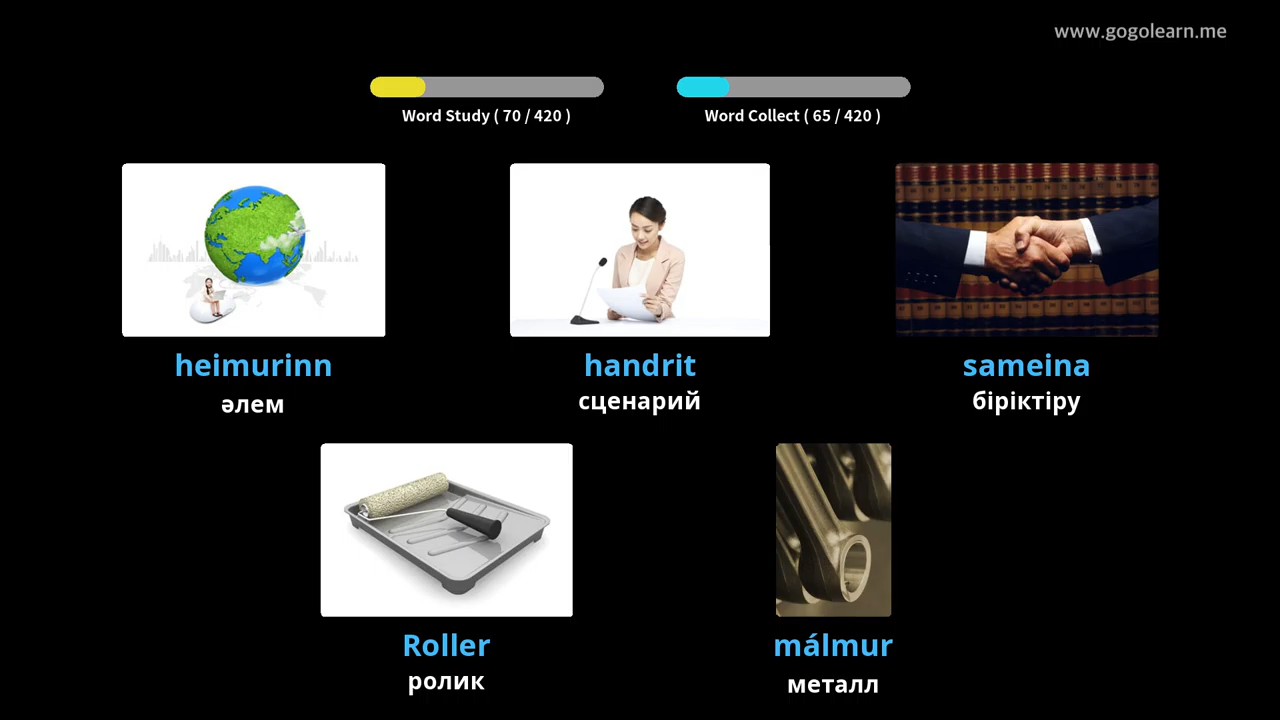 www.gogolearn.me
Word Study ( 70 / 420 )
Word Collect ( 65 / 420 )
heimurinn
әлем
handrit
сценарий
sameina
біріктіру
Roller
ролик
málmur
металл